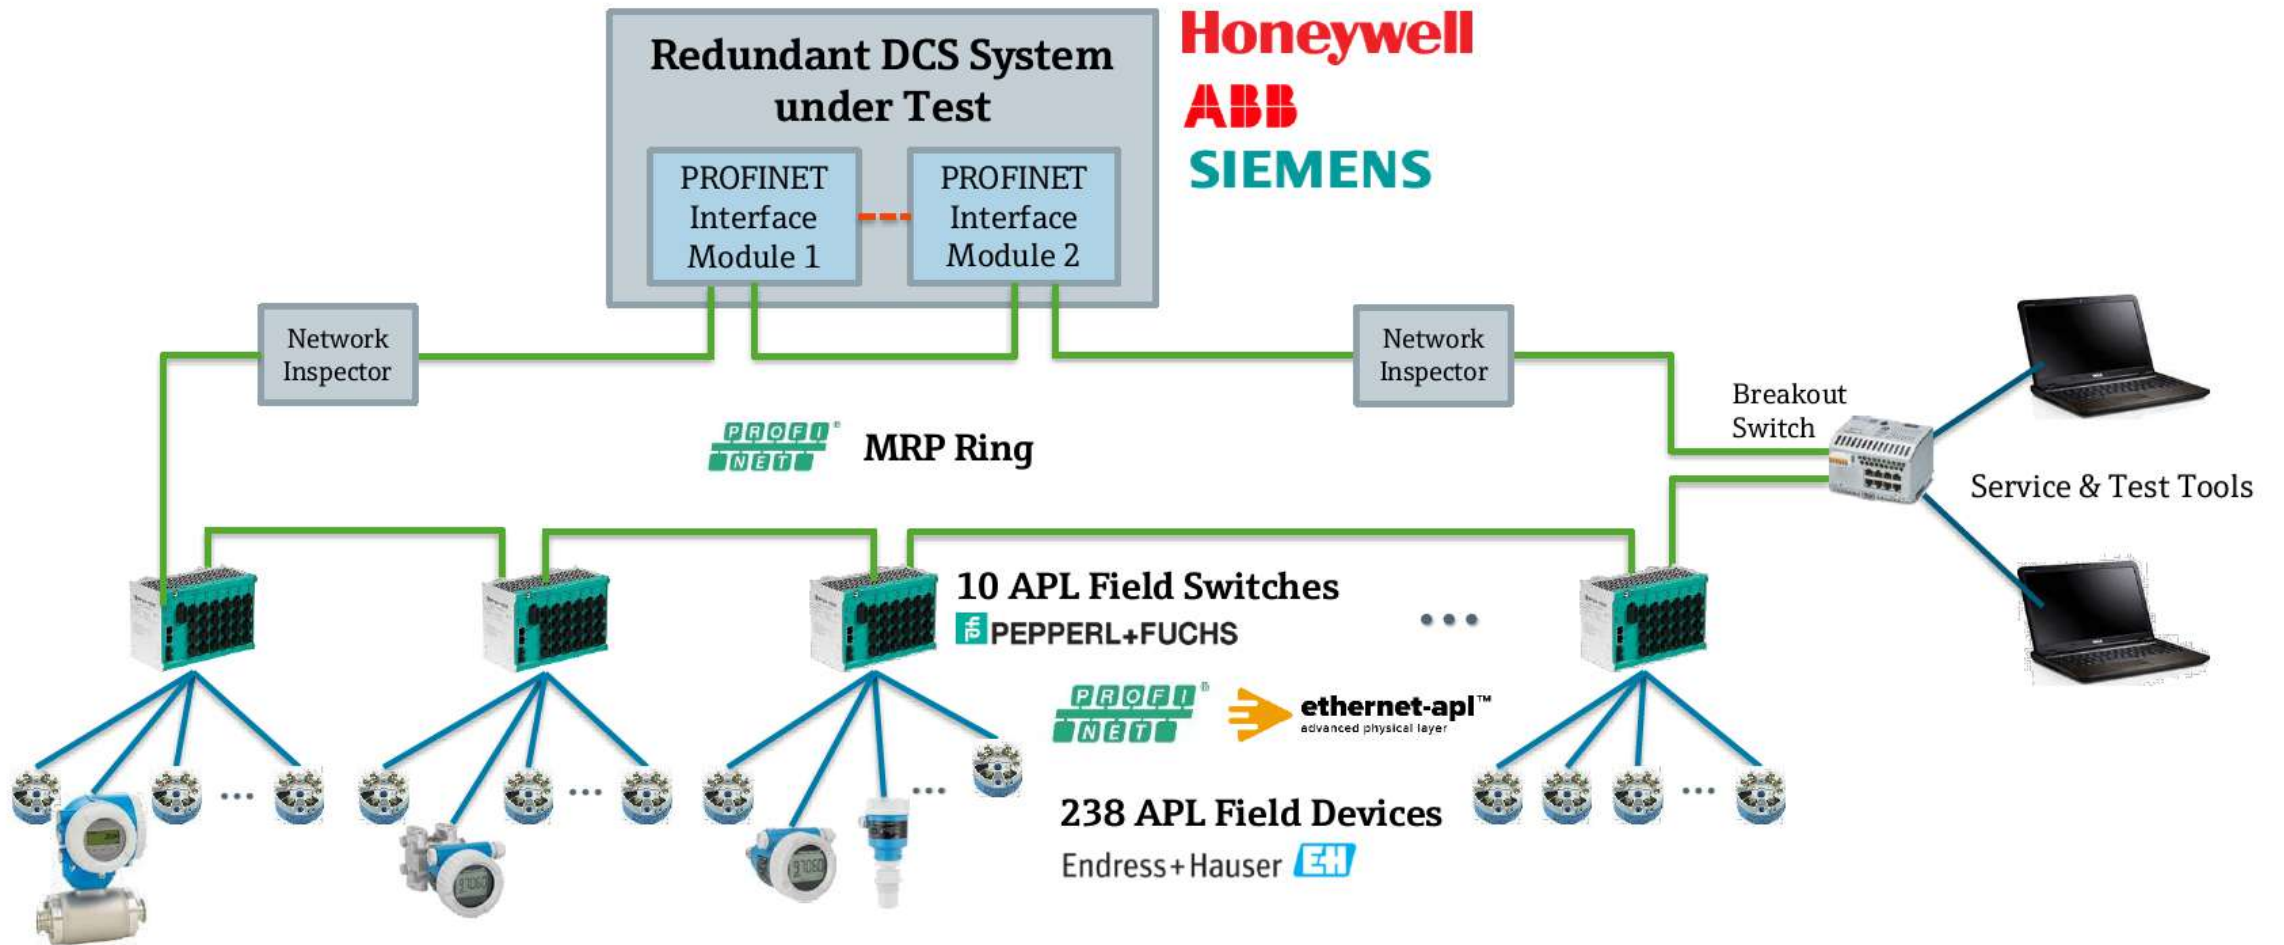 Redundant DCS System
under Test
Honeywell
ABB
SIEMENS
PROFINET
Interface
Module 1
PROFINET
Interface
Module 2
Network
Inspector
Network
Inspector
Breakout
Switch
PROFI®
NET
MRP Ring
Service & Test Tools
10 APL Field Switches
PEPPERL+FUCHS
PROFI®
NET
ethernet-apl™
advanced physical layer
238 APL Field Devices
Endress+Hauser EH